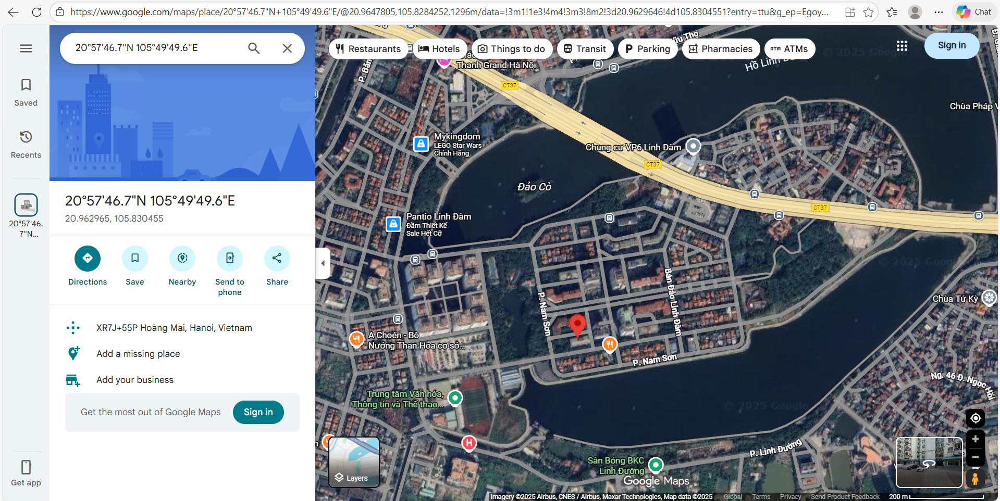 https://www.google.com/maps/place/20°57'46.7"N+105°49'49.6"E/@20.9647805,105.8284252,1296m/data=!3m1!1e3!4m4!3m3!8m2!3d20.9629646!4d105.8304551?entry=ttu&g_ep=Egoy...
Chat
20°57'46.7"N 105°49'49.6"E
Restaurants
Hotels
Things to do
Transit
Parking
Pharmacies
ATM ATMs
Sign in
Saved
Recents
20°57'46.
7"N...
Get app
20°57'46.7"N 105°49'49.6"E
20.962965, 105.830455
Directions
Save
Nearby
Send to
phone
Share
XR7J+55P Hoàng Mai, Hanoi, Vietnam
Add a missing place
Add your business
Get the most out of Google Maps
Sign in
Thanh Grand Hà Nội
CT37
Chùa Pháp V
Mykingdom
LEGO Star Wars
Chính Hãng
Chung cư VP6 Linh Đàm
CT37
Đảo Cò
CT37
Pantio Linh Đàm
Đầm Thiết Kế
Sale Hết Cỡ
Bán Đảo Linh Đàm
P. Nam Sơn
Chùa Tứ Kỳ
A Choén - Bò
Nướng Than Hoa cơ sở...
P. Nam Sơn
Ng. 46 Đ. Ngọc Hồi
Trung tâm Văn hóa,
Thông tin và Thể thao...
© 2025 Google
H
P. Linh Đường
Sân Bóng BKC
Linh Đường
Google Maps
Layers
Imagery ©2025 Airbus, CNES / Airbus, Maxar Technologies, Map data ©2025
Global
Terms
Privacy
Send Product Feedback
200 m